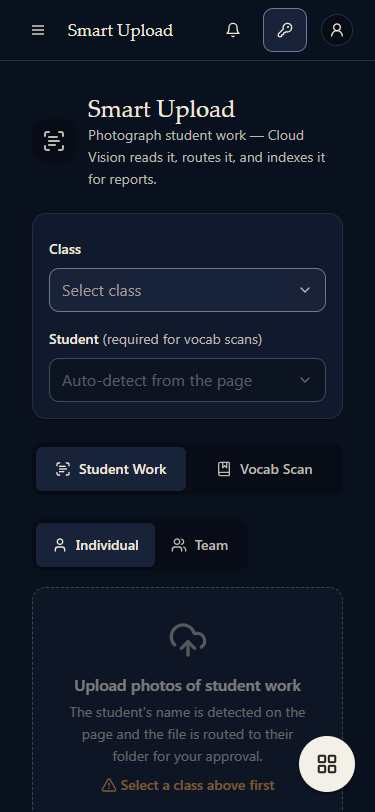 Smart Upload
Smart Upload
Photograph student work — Cloud
Vision reads it, routes it, and indexes it
for reports.
Class
Select class
Student (required for vocab scans)
Auto-detect from the page
Student Work
Vocab Scan
Individual
Team
Upload photos of student work
The student's name is detected on the
page and the file is routed to their
folder for your approval.
Select a class above first